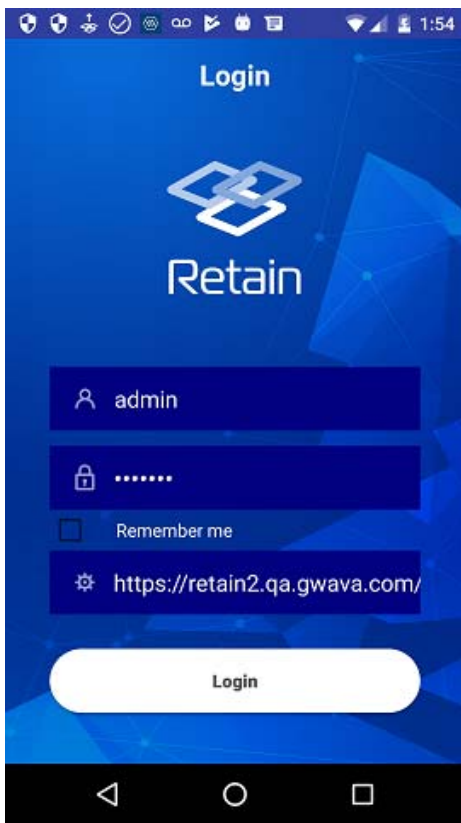 1:54
Login
Retain
admin
•••••••
Remember me
https://retain2.qa.gwava.com/
Login